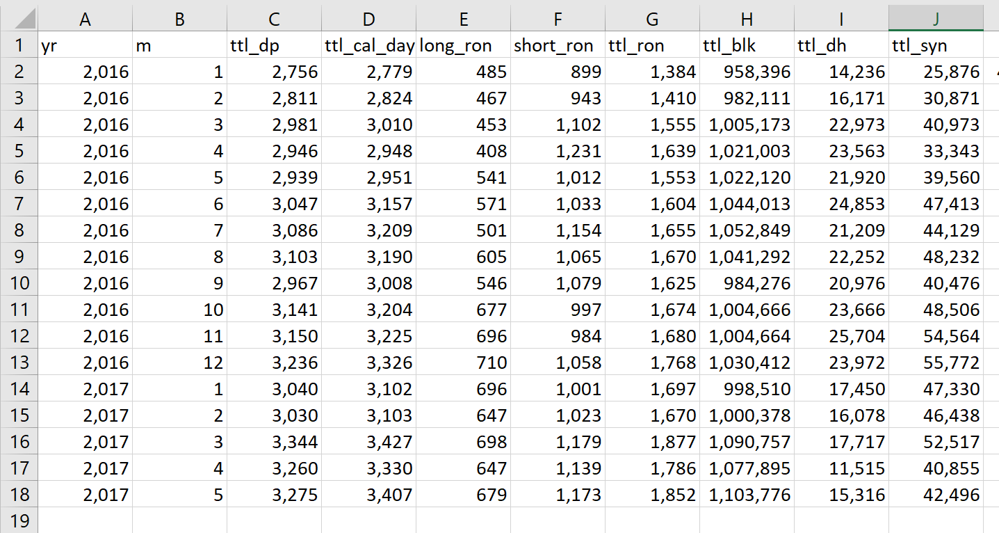 A B C D E F G H I J
1 yr m ttl_dp ttl_cal_day long_ron short_ron ttl_ron ttl_blk ttl_dh ttl_syn
2 2,016 1 2,756 2,779 485 899 1,384 958,396 14,236 25,876
3 2,016 2 2,811 2,824 467 943 1,410 982,111 16,171 30,871
4 2,016 3 2,981 3,010 453 1,102 1,555 1,005,173 22,973 40,973
5 2,016 4 2,946 2,948 408 1,231 1,639 1,021,003 23,563 33,343
6 2,016 5 2,939 2,951 541 1,012 1,553 1,022,120 21,920 39,560
7 2,016 6 3,047 3,157 571 1,033 1,604 1,044,013 24,853 47,413
8 2,016 7 3,086 3,209 501 1,154 1,655 1,052,849 21,209 44,129
9 2,016 8 3,103 3,190 605 1,065 1,670 1,041,292 22,252 48,232
10 2,016 9 2,967 3,008 546 1,079 1,625 984,276 20,976 40,476
11 2,016 10 3,141 3,204 677 997 1,674 1,004,666 23,666 48,506
12 2,016 11 3,150 3,225 696 984 1,680 1,004,664 25,704 54,564
13 2,016 12 3,236 3,326 710 1,058 1,768 1,030,412 23,972 55,772
14 2,017 1 3,040 3,102 696 1,001 1,697 998,510 17,450 47,330
15 2,017 2 3,030 3,103 647 1,023 1,670 1,000,378 16,078 46,438
16 2,017 3 3,344 3,427 698 1,179 1,877 1,090,757 17,717 52,517
17 2,017 4 3,260 3,330 647 1,139 1,786 1,077,895 11,515 40,855
18 2,017 5 3,275 3,407 679 1,173 1,852 1,103,776 15,316 42,496
19